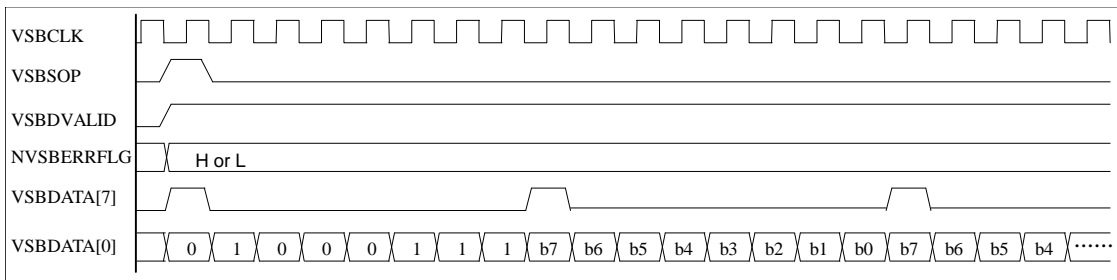 VSBCLK
VSBSOP
VSBDVALID
NVSBERRFLG H or L
VSBDATA[7]
VSBDATA[0] 0 1 0 0 0 1 1 1 b7 b6 b5 b4 b3 b2 b1 b0 b7 b6 b5 b4 ......